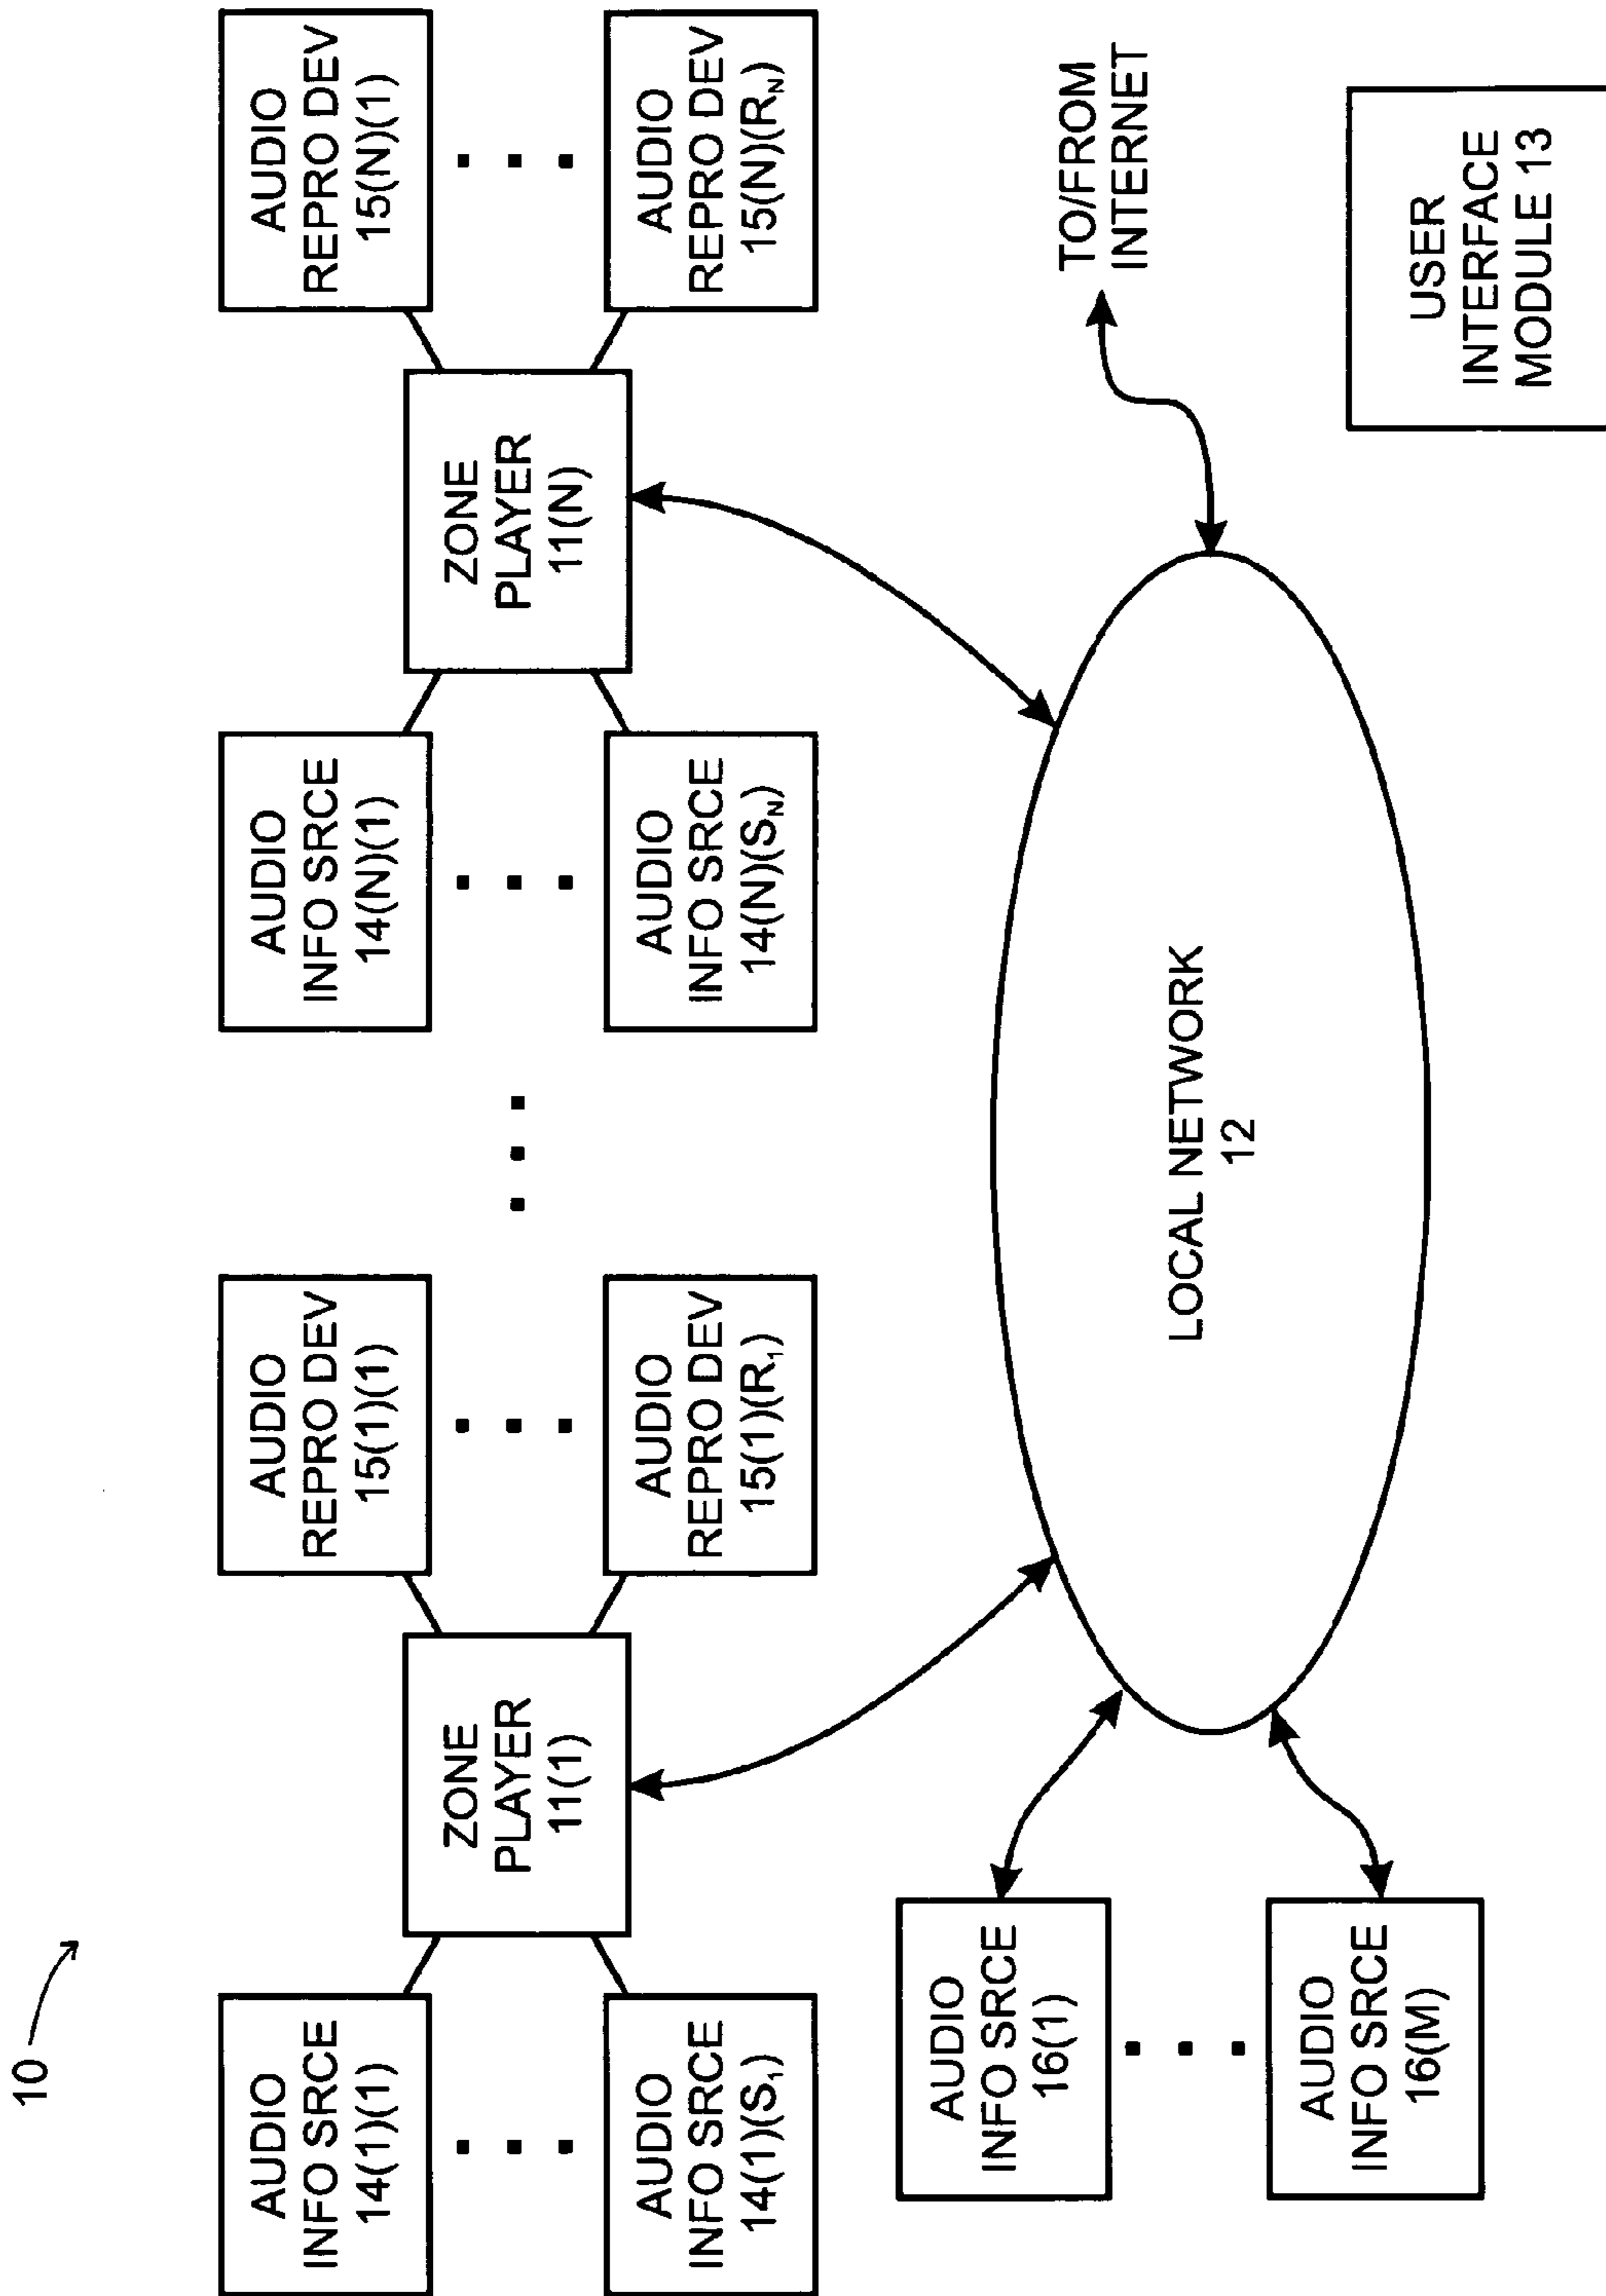 10
AUDIO
INFO SRCE
14(1)(1)
AUDIO
REPRO DEV
15(1)(1)
AUDIO
INFO SRCE
14(N)(1)
AUDIO
REPRO DEV
15(N)(1)
ZONE
PLAYER
11(1)
ZONE
PLAYER
11(N)
AUDIO
INFO SRCE
14(1)(S₁)
AUDIO
REPRO DEV
15(1)(R₁)
AUDIO
INFO SRCE
14(N)(Sₙ)
AUDIO
REPRO DEV
15(N)(Rₙ)
AUDIO
INFO SRCE
16(1)
AUDIO
INFO SRCE
16(M)
LOCAL NETWORK
12
TO/FROM
INTERNET
USER
INTERFACE
MODULE 13